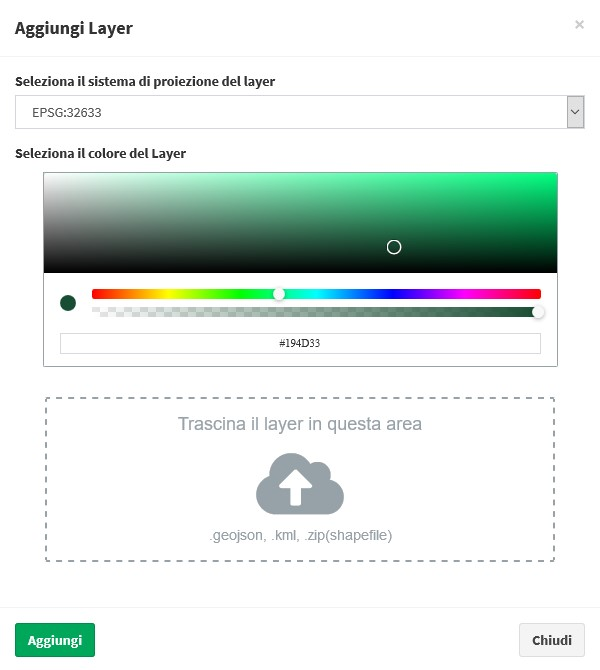 Aggiungi Layer
×
Seleziona il sistema di proiezione del layer
EPSG:32633
Seleziona il colore del Layer
#194D33
Trascina il layer in questa area
.geojson, .kml, .zip(shapefile)
Aggiungi
Chiudi